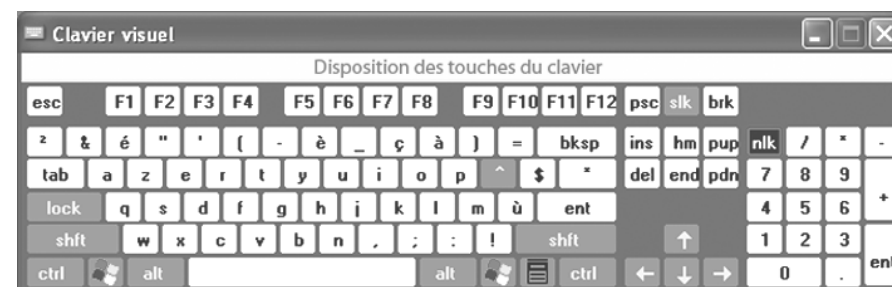 Clavier visuel
Disposition des touches du clavier
esc F1 F2 F3 F4 F5 F6 F7 F8 F9 F10 F11 F12 psc slk brk
² & é " ' ( - è _ ç à ) = bksp ins hm pup nlk / * -
tab a z e r t y u i o p ^ $ * del end pdn 7 8 9 +
lock q s d f g h j k l m ù ent 4 5 6
shft w x c v b n , ; : ! shft ↑ 1 2 3 ent
ctrl alt alt ctrl ← ↓ → 0 .